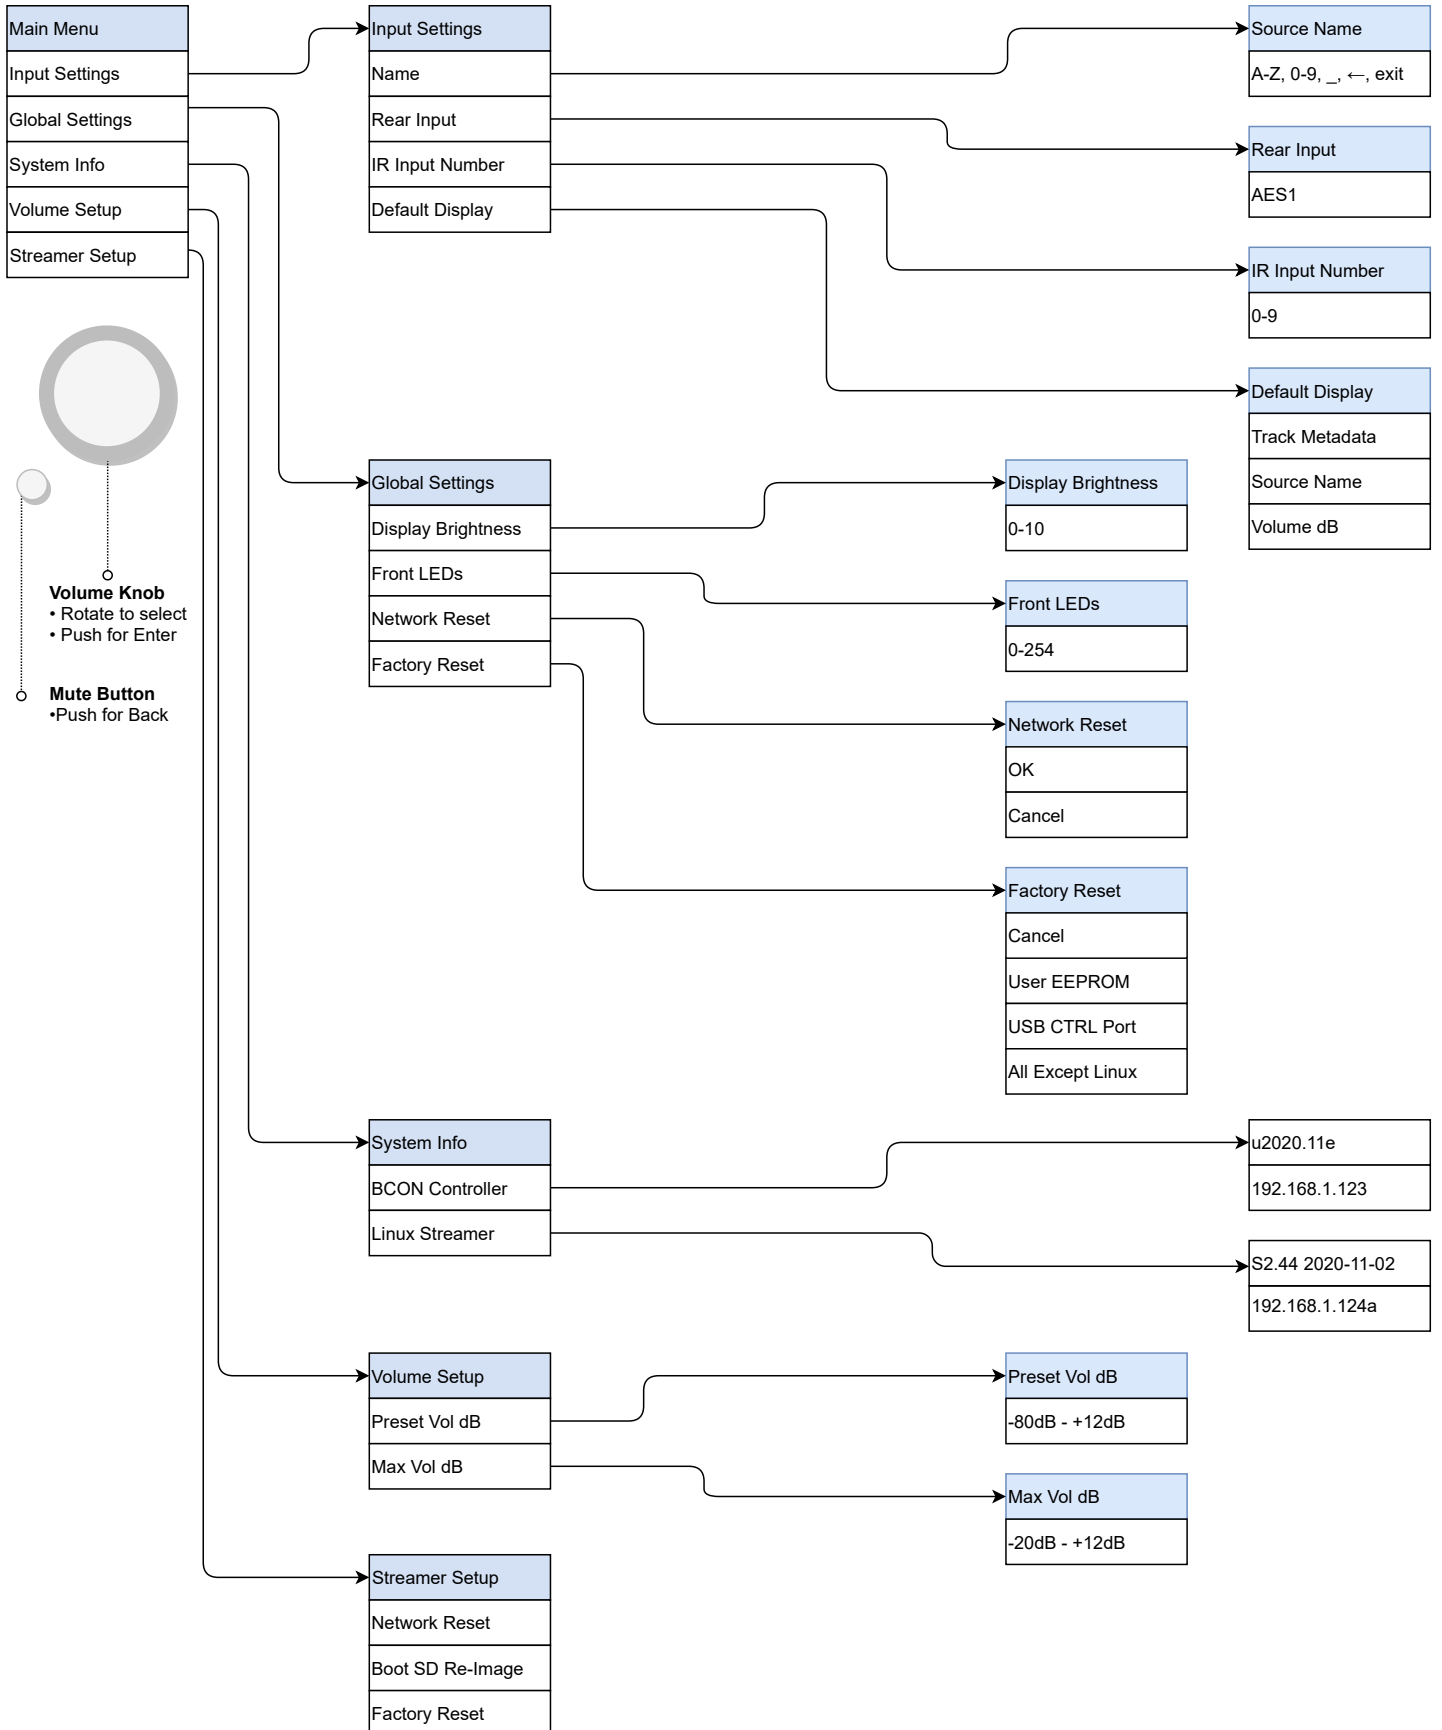 Main Menu
Input Settings
Global Settings
System Info
Volume Setup
Streamer Setup
Volume Knob
• Rotate to select
• Push for Enter
Mute Button
•Push for Back
Input Settings
Name
Rear Input
IR Input Number
Default Display
Source Name
A-Z, 0-9, _, ←, exit
Rear Input
AES1
IR Input Number
0-9
Default Display
Track Metadata
Source Name
Volume dB
Global Settings
Display Brightness
Front LEDs
Network Reset
Factory Reset
Display Brightness
0-10
Front LEDs
0-254
Network Reset
OK
Cancel
Factory Reset
Cancel
User EEPROM
USB CTRL Port
All Except Linux
System Info
BCON Controller
Linux Streamer
u2020.11e
192.168.1.123
S2.44 2020-11-02
192.168.1.124a
Volume Setup
Preset Vol dB
Max Vol dB
Preset Vol dB
-80dB - +12dB
Max Vol dB
-20dB - +12dB
Streamer Setup
Network Reset
Boot SD Re-Image
Factory Reset